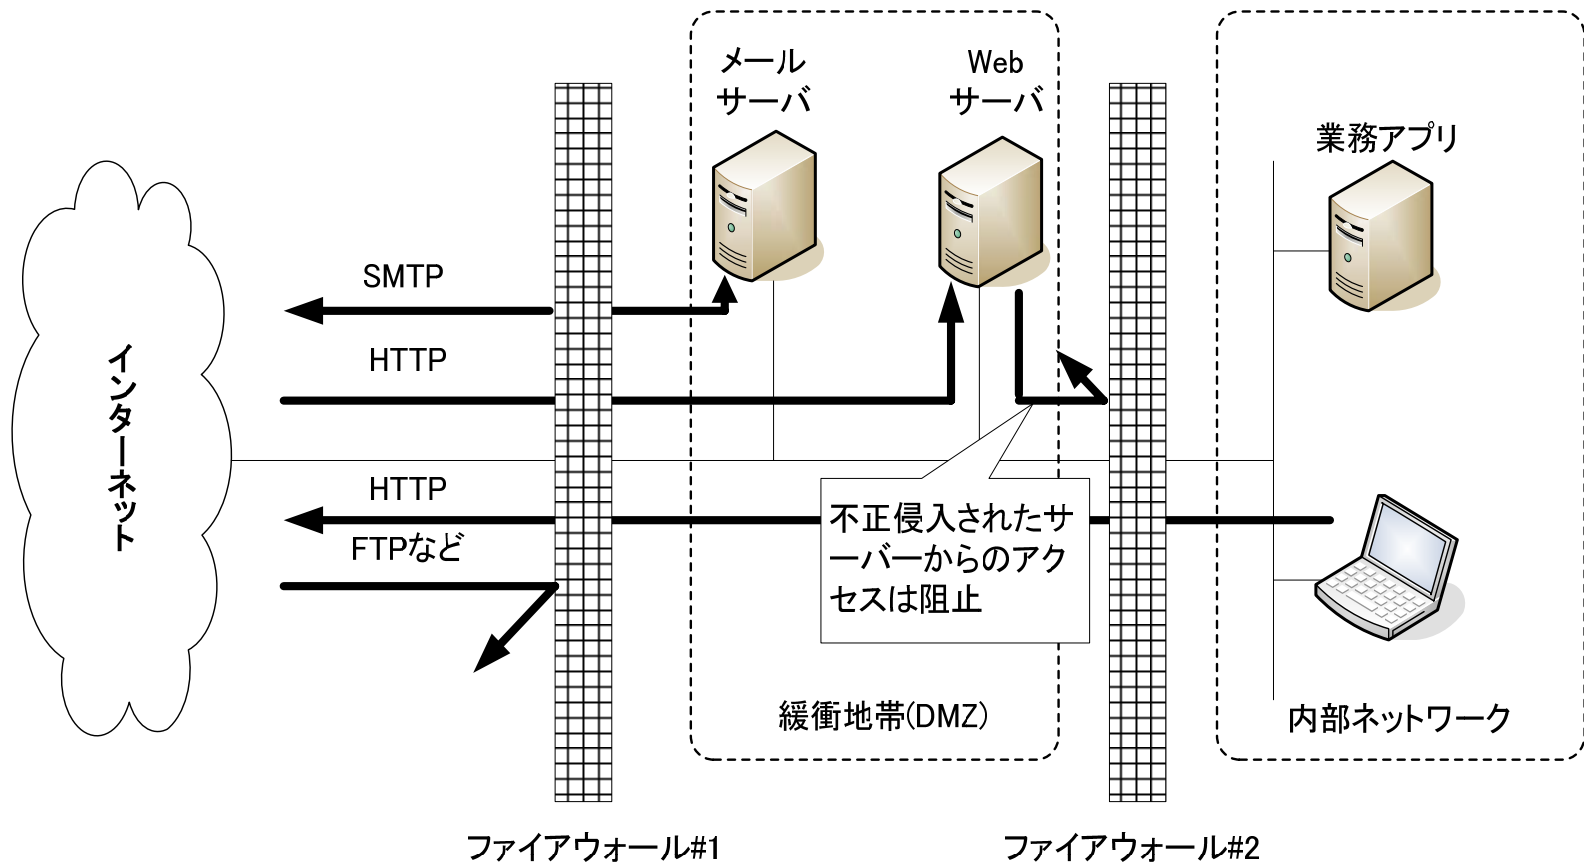 メール
サーバ
Web
サーバ
業務アプリ
SMTP
HTTP
インターネット
HTTP
FTPなど
不正侵入されたサ
ーバーからのアク
セスは阻止
緩衝地帯(DMZ)
内部ネットワーク
ファイアウォール#1
ファイアウォール#2